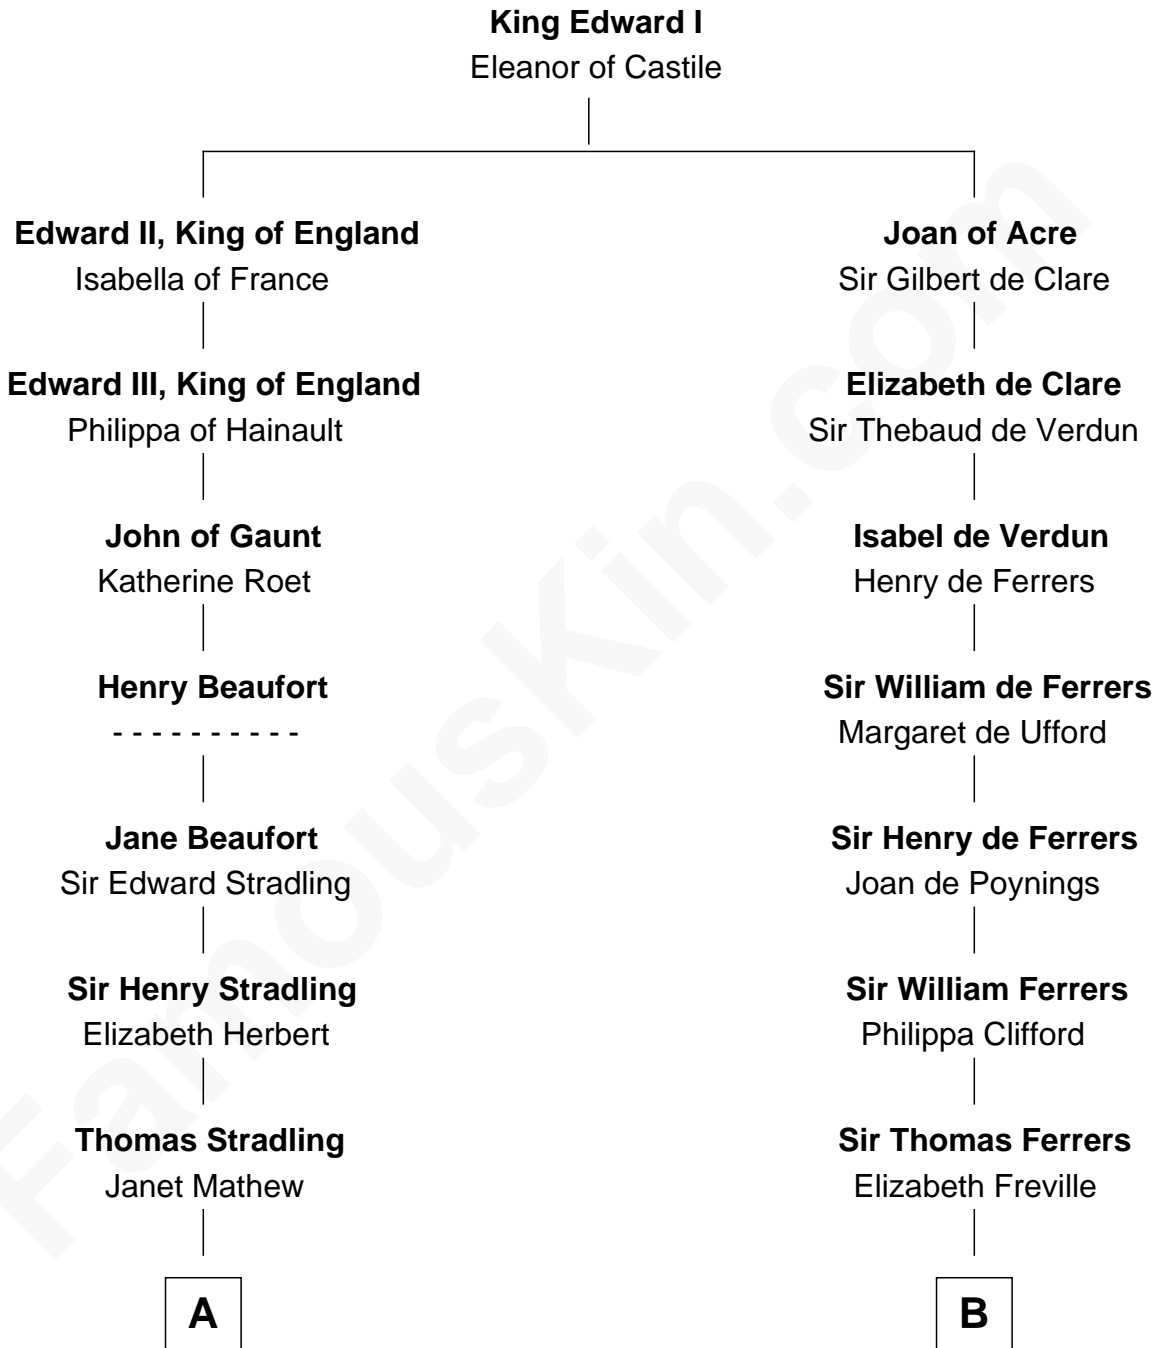 King Edward I
Eleanor of Castile
Edward II, King of England
Isabella of France
Joan of Acre
Sir Gilbert de Clare
Edward III, King of England
Philippa of Hainault
Elizabeth de Clare
Sir Thebaud de Verdun
John of Gaunt
Katherine Roet
Isabel de Verdun
Henry de Ferrers
Henry Beaufort
- - - - - - - - - -
Sir William de Ferrers
Margaret de Ufford
Jane Beaufort
Sir Edward Stradling
Sir Henry de Ferrers
Joan de Poynings
Sir Henry Stradling
Elizabeth Herbert
Sir William Ferrers
Philippa Clifford
Thomas Stradling
Janet Mathew
Sir Thomas Ferrers
Elizabeth Freville
A
B
FamousKin.com